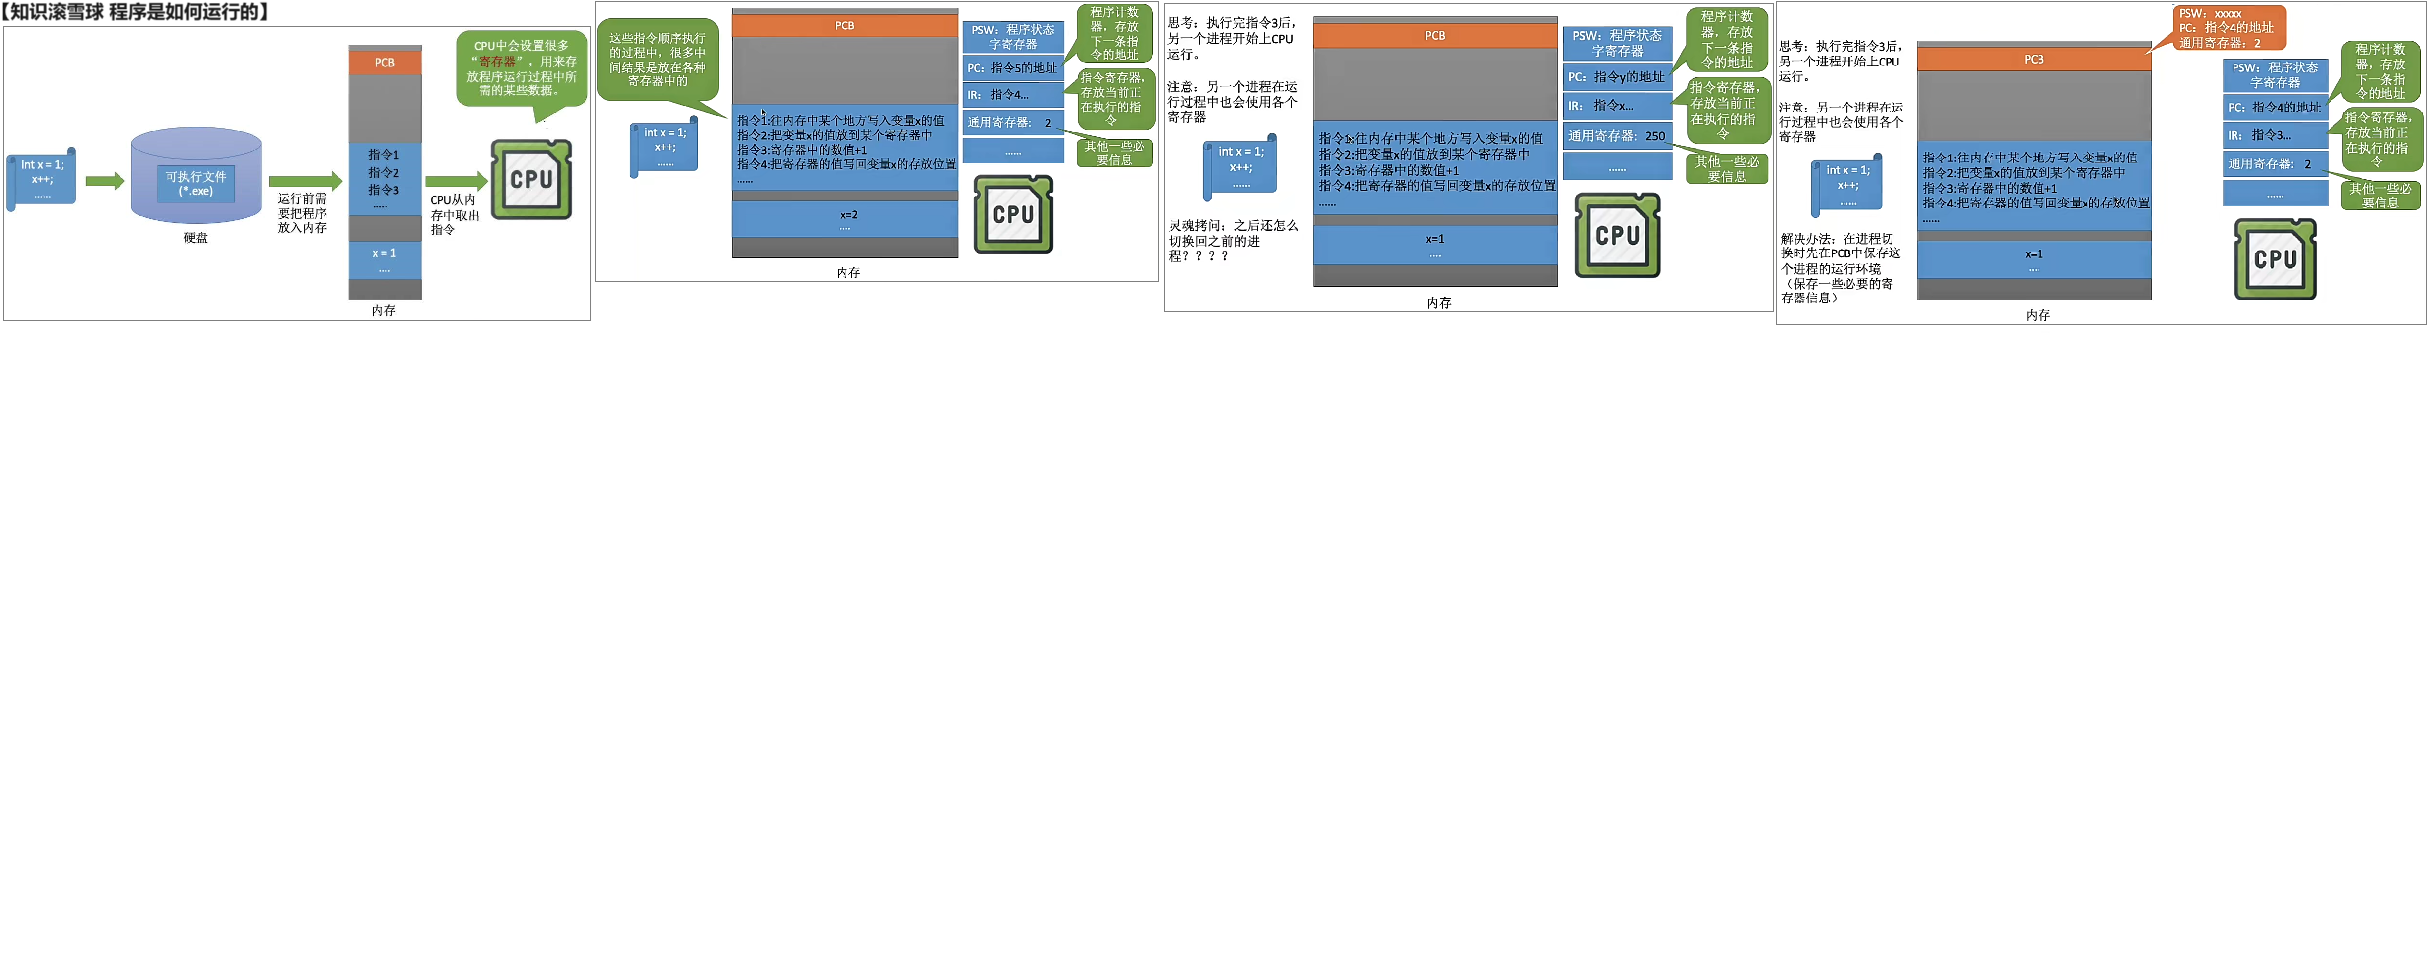 【知识滚雪球 程序是如何运行的】
CPU中会设置很多
“寄存器”，用来存
放程序运行过程中所
需的某些数据。
PCB
int x = 1;
x++;
......
可执行文件
(*.exe)
硬盘
运行前需
要把程序
放入内存
指令1
指令2
指令3
.....
x = 1
....
内存
CPU从内
存中取出
指令
CPU
这些指令顺序执行
的过程中，很多中
间结果是放在各种
寄存器中的
int x = 1;
x++;
......
PCB
指令1:往内存中某个地方写入变量x的值
指令2:把变量x的值放到某个寄存器中
指令3:寄存器中的数值+1
指令4:把寄存器的值写回变量x的存放位置
......
x=2
....
内存
PSW：程序状态
字寄存器
PC：指令5的地址
IR： 指令4...
通用寄存器： 2
......
程序计数
器，存放
下一条指
令的地址
指令寄存器，
存放当前正
在执行的指
令
其他一些必
要信息
CPU
思考：执行完指令3后，
另一个进程开始上CPU
运行。
注意：另一个进程在运
行过程中也会使用各个
寄存器
int x = 1;
x++;
......
灵魂拷问：之后还怎么
切换回之前的进
程？？？？
PCB
指令1:往内存中某个地方写入变量x的值
指令2:把变量x的值放到某个寄存器中
指令3:寄存器中的数值+1
指令4:把寄存器的值写回变量x的存放位置
......
x=1
....
内存
PSW：程序状态
字寄存器
PC：指令y的地址
IR： 指令x...
通用寄存器：250
......
程序计数
器，存放
下一条指
令的地址
指令寄存器，
存放当前正
在执行的指
令
其他一些必
要信息
CPU
思考：执行完指令3后，
另一个进程开始上CPU
运行。
注意：另一个进程在运
行过程中也会使用各个
寄存器
int x = 1;
x++;
......
解决办法：在进程切
换时先在PCB中保存这
个进程的运行环境
（保存一些必要的寄
存器信息）
PC3
指令1:往内存中某个地方写入变量x的值
指令2:把变量x的值放到某个寄存器中
指令3:寄存器中的数值+1
指令4:把寄存器的值写回变量x的存放位置
......
x=1
....
内存
PSW：xxxxx
PC：指令4的地址
通用寄存器：2
PSW：程序状态
字寄存器
PC：指令4的地址
IR： 指令3...
通用寄存器： 2
......
程序计数
器，存放
下一条指
令的地址
指令寄存器，
存放当前正
在执行的指
令
其他一些必
要信息
CPU